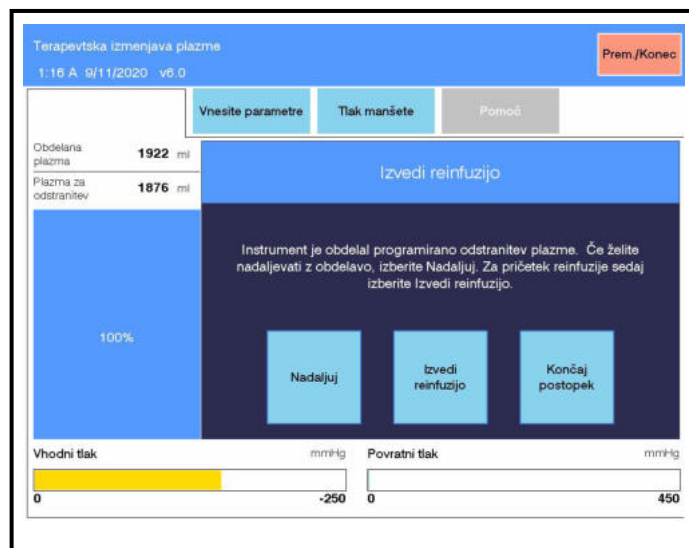 Terapevtska izmenjava plazme
1:16 A 9/11/2020 v6.0
Prem./Konec
Vnesite parametre
Tlak manšete
Pomoč
Obdelana
plazma
1922 ml
Plazma za
odstranitev
1876 ml
Izvedi reinfuzijo
Instrument je obdelal programirano odstranitev plazme. Če želite
nadaljevati z obdelavo, izberite Nadaljuj. Za pričetek reinfuzije sedaj
izberite Izvedi reinfuzijo.
100%
Nadaljuj
Izvedi
reinfuzijo
Končaj
postopek
Vhodni tlak mmHg
Povratni tlak mmHg
0 -250
0 450